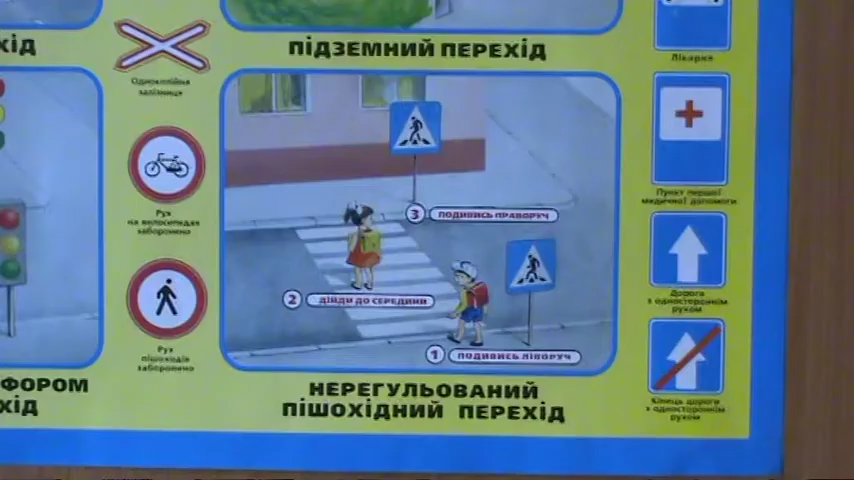 ХІД
ПІДЗЕМНИЙ ПЕРЕХІД
Одноколійна
залізниця
Лікарня
Рух
на велосипедах
заборонено
Пункт першої
медичної допомоги
3 ПОДИВИСЬ ПРАВОРУЧ
2 ДІЙДИ ДО СЕРЕДИНИ
1 ПОДИВИСЬ ЛІВОРУЧ
Дорога
з одностороннім
рухом
Рух
пішоходів
заборонено
ФОРОМ
ХІД
НЕРЕГУЛЬОВАНИЙ
ПІШОХІДНИЙ ПЕРЕХІД
Кінець дороги
з одностороннім
рухом